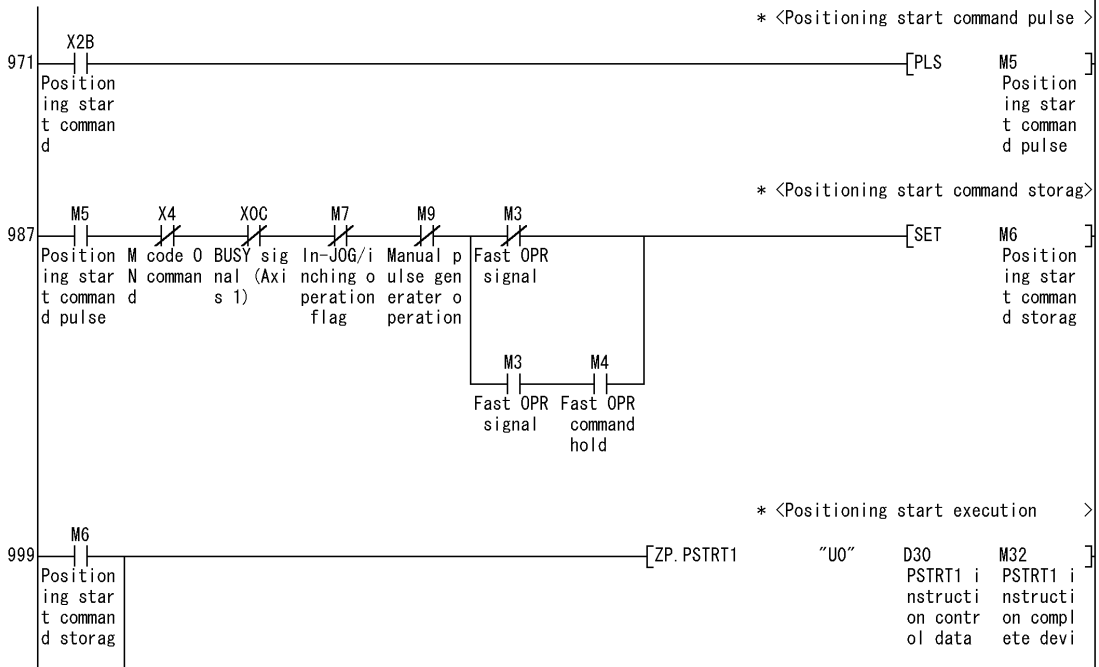 * <Positioning start command pulse >
X2B
971
[PLS M5 ]
Position
ing star
t comman
d
Position
ing star
t comman
d pulse
* <Positioning start command storag>
M5 X4 X0C M7 M9 M3
987
[SET M6 ]
Position M code O BUSY sig In-JOG/i Manual p Fast OPR
ing star N comman nal (Axi nching o ulse gen signal
t comman d s 1) peration erater o
d pulse flag peration
Position
ing star
t comman
d storag
M3 M4
Fast OPR Fast OPR
signal command
hold
* <Positioning start execution >
M6
999
[ZP.PSTRT1 "U0" D30 M32 ]
Position
ing star
t comman
d storag
PSTRT1 i PSTRT1 i
nstructi nstructi
on contr on compl
ol data ete devi